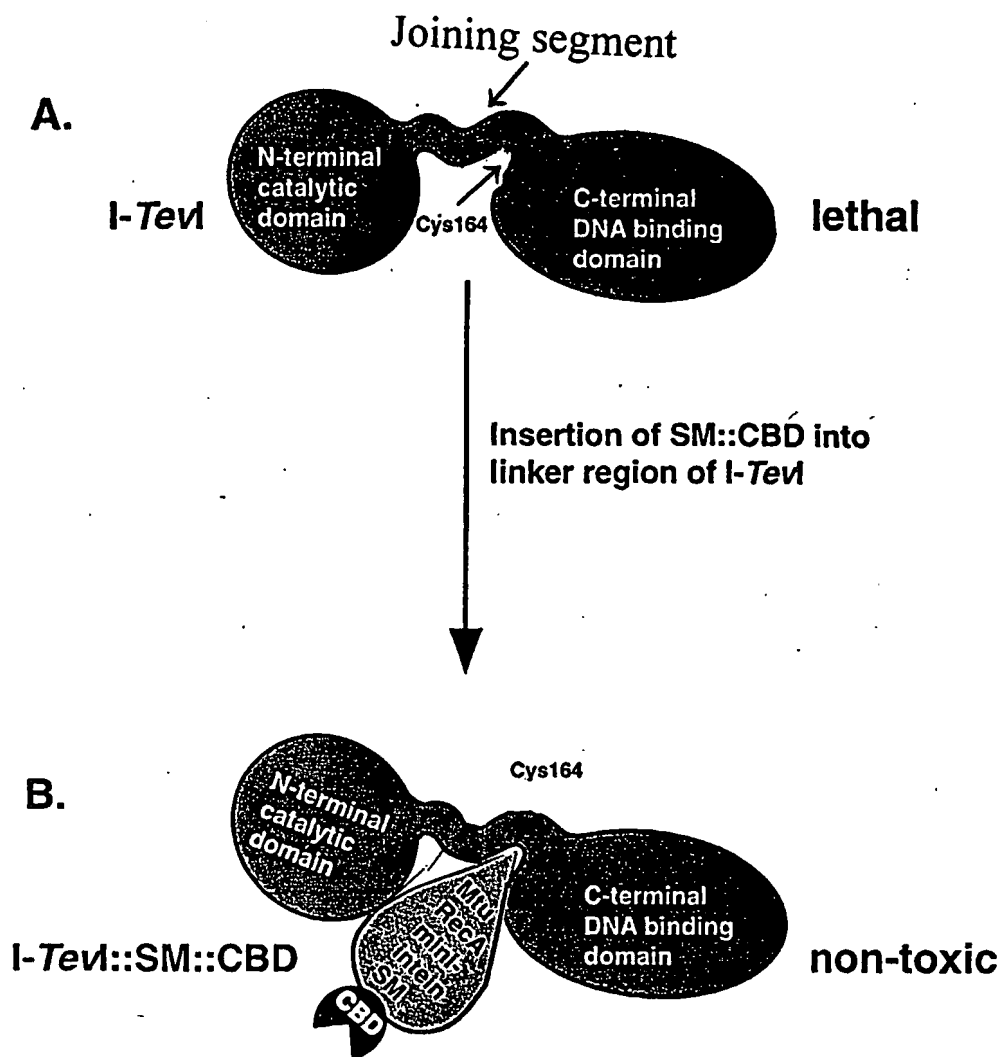 Joining segment
A.
N-terminal
catalytic
domain
I-TevI
Cys164
C-terminal
DNA binding
domain
lethal
Insertion of SM::CBD into
linker region of I-TevI
Cys164
B.
N-terminal
catalytic
domain
C-terminal
DNA binding
domain
Mtu
RecA
mini-
intein-
SM
I-TevI::SM::CBD
CBD
non-toxic